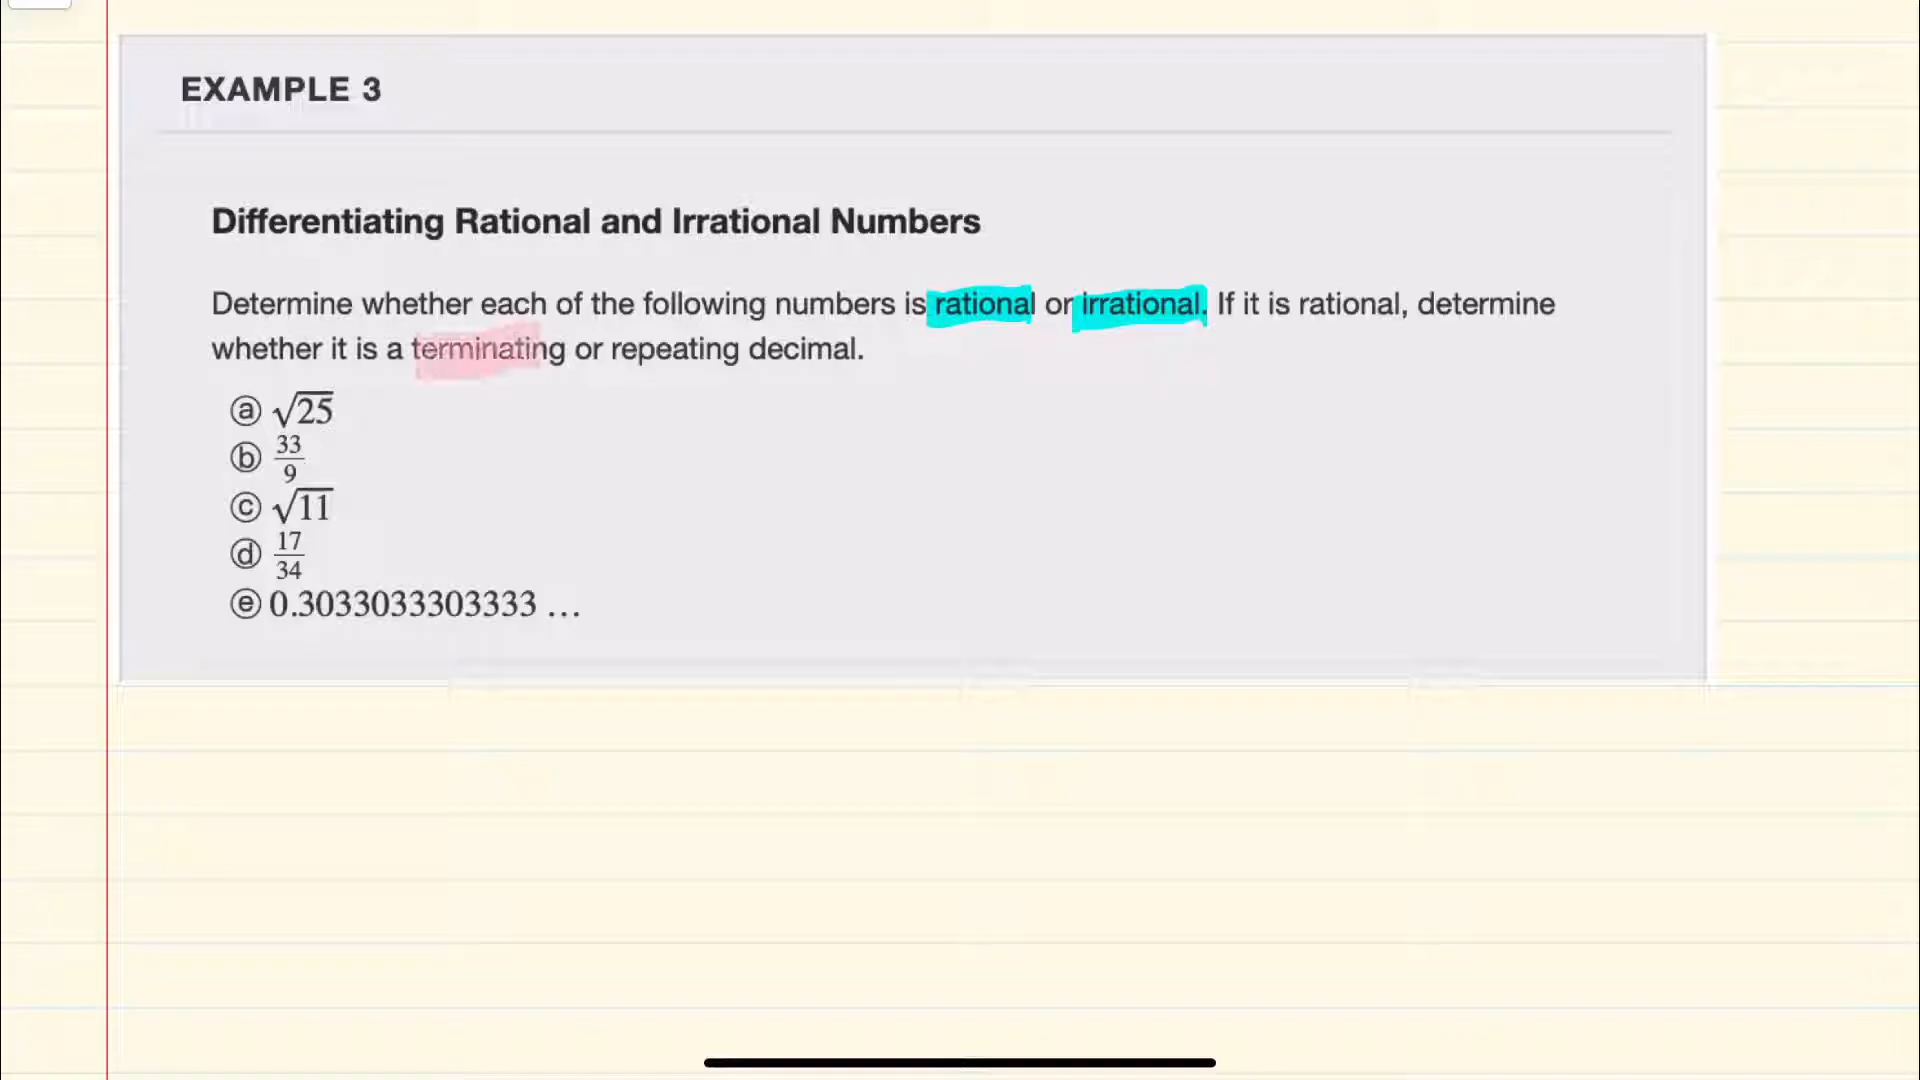 EXAMPLE 3
Differentiating Rational and Irrational Numbers
Determine whether each of the following numbers is rational or irrational. If it is rational, determine
whether it is a terminating or repeating decimal.
ⓐ √25
ⓑ 33/9
ⓒ √11
ⓓ 17/34
ⓔ 0.3033033303333 …